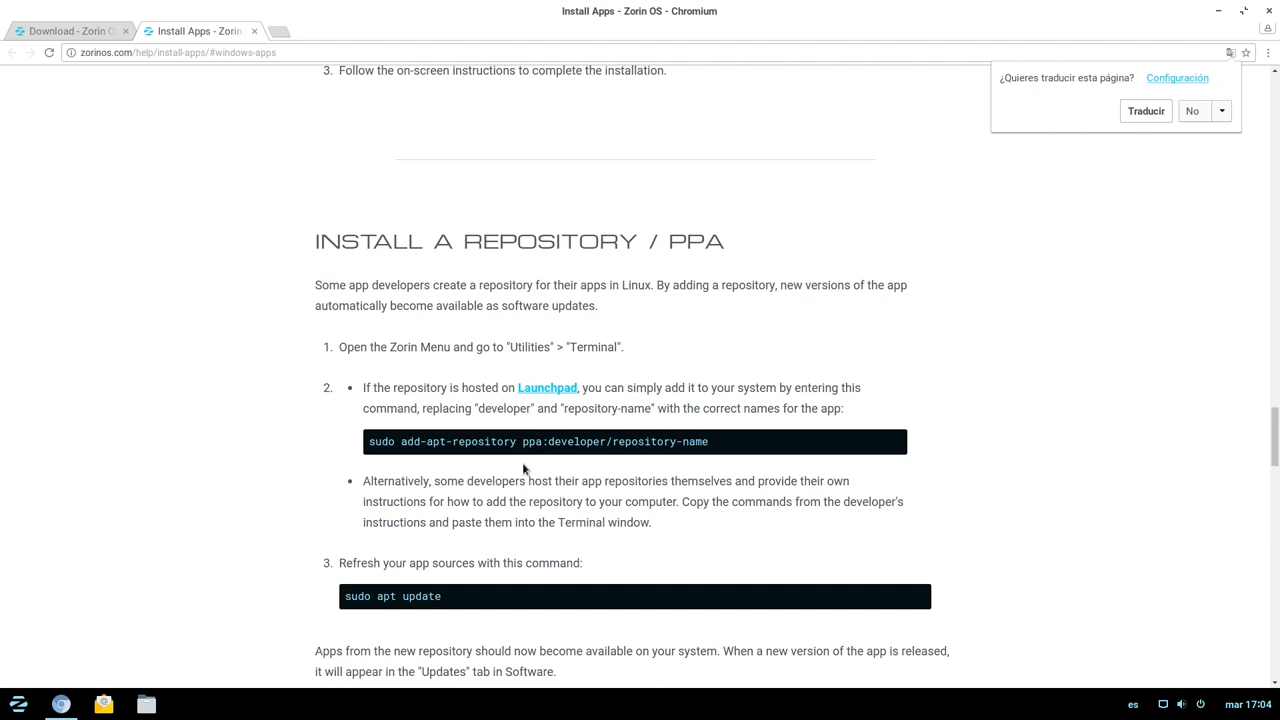 Install Apps - Zorin OS - Chromium
Download - Zorin O
Install Apps - Zorin
zorinos.com/help/install-apps/#windows-apps
¿Quieres traducir esta página? Configuración
Traducir No
3. Follow the on-screen instructions to complete the installation.
INSTALL A REPOSITORY / PPA
Some app developers create a repository for their apps in Linux. By adding a repository, new versions of the app
automatically become available as software updates.
1. Open the Zorin Menu and go to "Utilities" > "Terminal".
2. • If the repository is hosted on Launchpad, you can simply add it to your system by entering this
command, replacing "developer" and "repository-name" with the correct names for the app:
sudo add-apt-repository ppa:developer/repository-name
• Alternatively, some developers host their app repositories themselves and provide their own
instructions for how to add the repository to your computer. Copy the commands from the developer's
instructions and paste them into the Terminal window.
3. Refresh your app sources with this command:
sudo apt update
Apps from the new repository should now become available on your system. When a new version of the app is released,
it will appear in the "Updates" tab in Software.
es mar 17:04